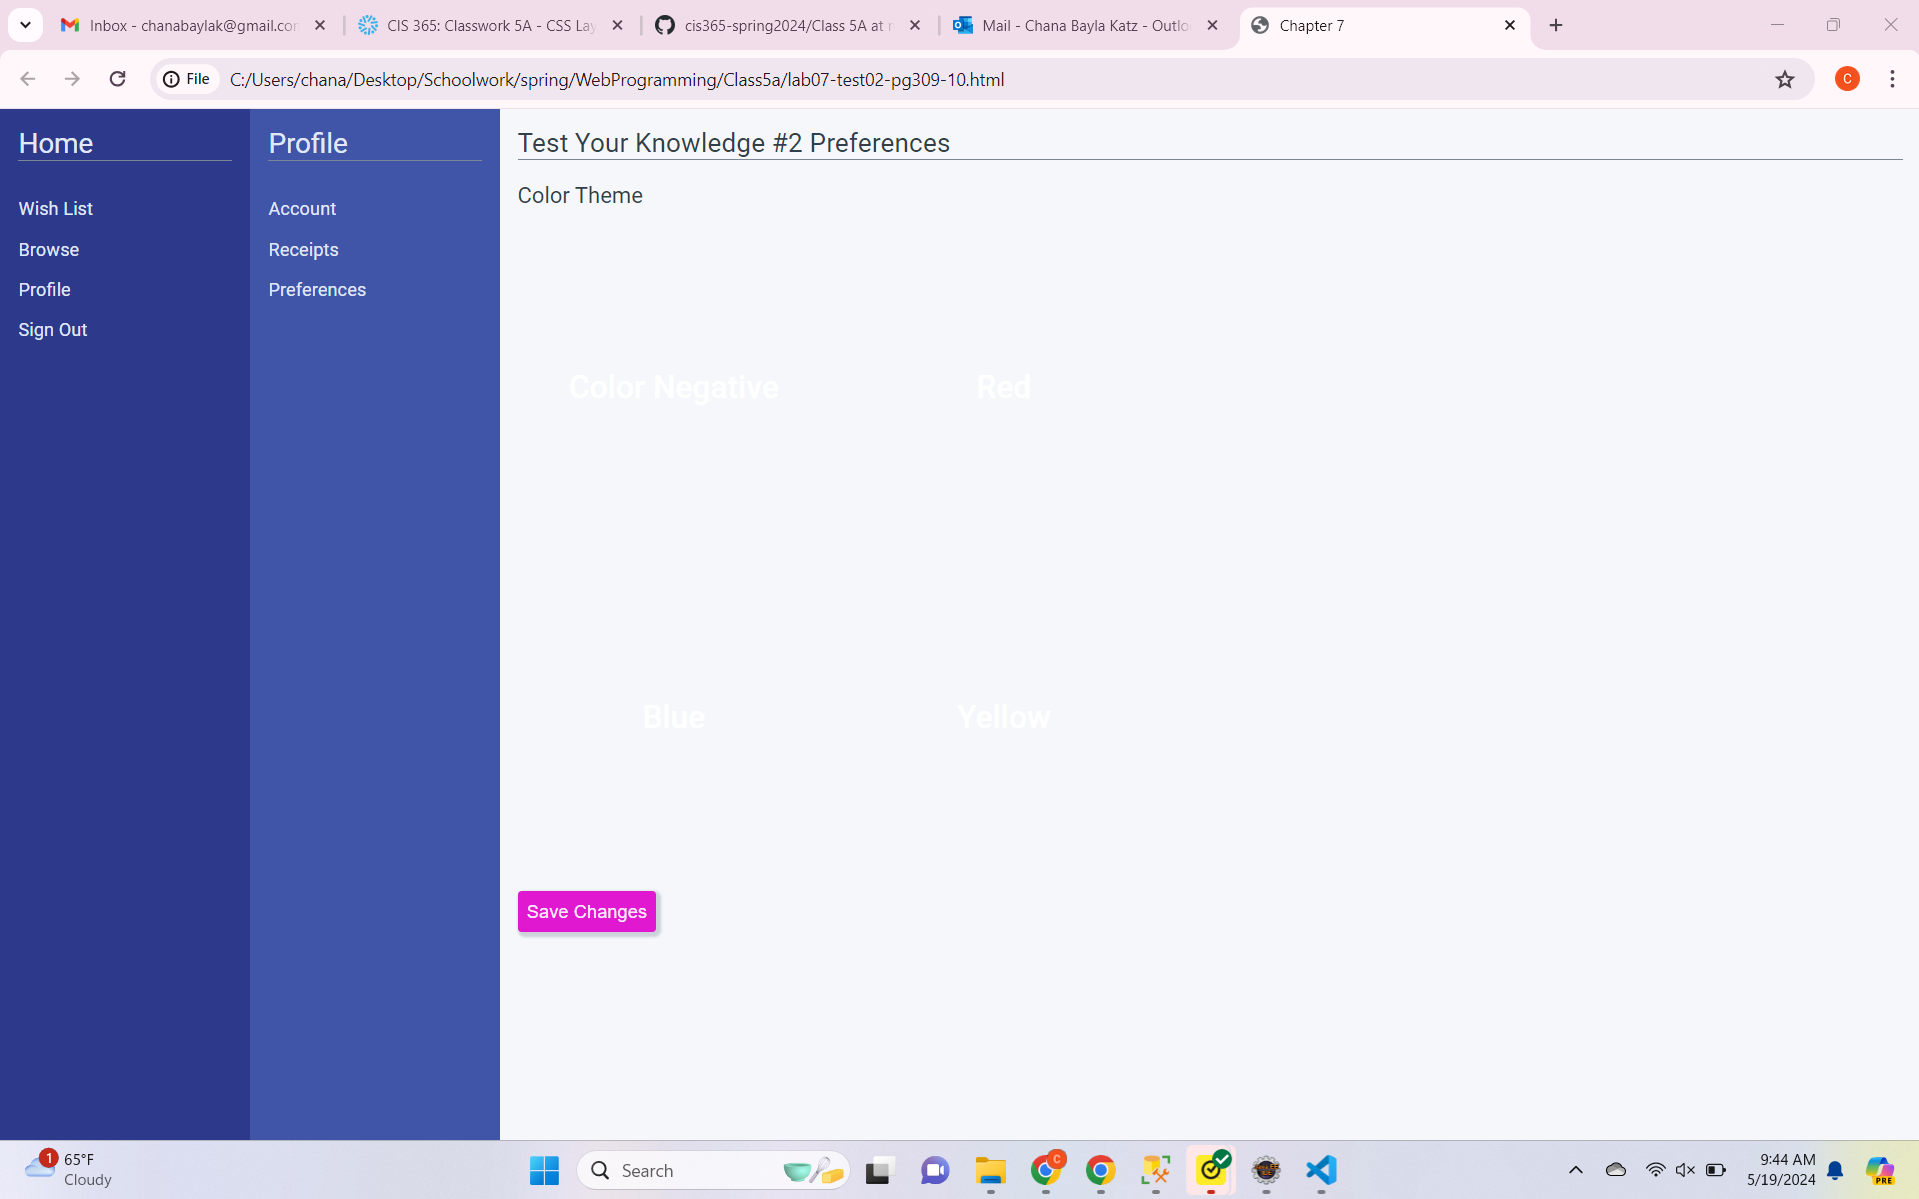 Inbox - chanabaylak@gmail.co
CIS 365: Classwork 5A - CSS Lay
cis365-spring2024/Class 5A at
Mail - Chana Bayla Katz - Outlo
Chapter 7
File
C:/Users/chana/Desktop/Schoolwork/spring/WebProgramming/Class5a/lab07-test02-pg309-10.html
C
Home
Wish List
Browse
Profile
Sign Out
Profile
Account
Receipts
Preferences
Test Your Knowledge #2 Preferences
Color Theme
Color Negative
Red
Blue
Yellow
Save Changes
1
65°F
Cloudy
Search
C
9:44 AM
5/19/2024
PRE